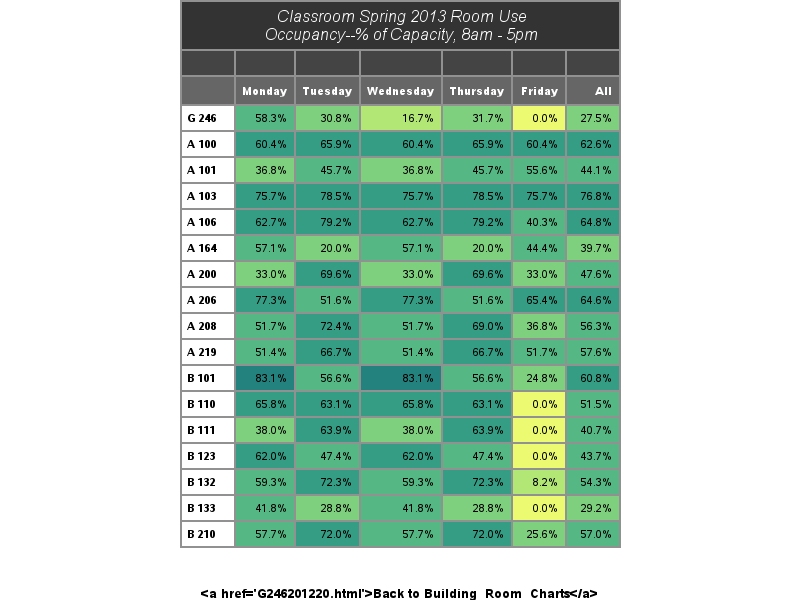 Classroom Spring 2013 Room Use
Occupancy--% of Capacity, 8am - 5pm
Monday Tuesday Wednesday Thursday Friday All
G 246 58.3% 30.8% 16.7% 31.7% 0.0% 27.5%
A 100 60.4% 65.9% 60.4% 65.9% 60.4% 62.6%
A 101 36.8% 45.7% 36.8% 45.7% 55.6% 44.1%
A 103 75.7% 78.5% 75.7% 78.5% 75.7% 76.8%
A 106 62.7% 79.2% 62.7% 79.2% 40.3% 64.8%
A 164 57.1% 20.0% 57.1% 20.0% 44.4% 39.7%
A 200 33.0% 69.6% 33.0% 69.6% 33.0% 47.6%
A 206 77.3% 51.6% 77.3% 51.6% 65.4% 64.6%
A 208 51.7% 72.4% 51.7% 69.0% 36.8% 56.3%
A 219 51.4% 66.7% 51.4% 66.7% 51.7% 57.6%
B 101 83.1% 56.6% 83.1% 56.6% 24.8% 60.8%
B 110 65.8% 63.1% 65.8% 63.1% 0.0% 51.5%
B 111 38.0% 63.9% 38.0% 63.9% 0.0% 40.7%
B 123 62.0% 47.4% 62.0% 47.4% 0.0% 43.7%
B 132 59.3% 72.3% 59.3% 72.3% 8.2% 54.3%
B 133 41.8% 28.8% 41.8% 28.8% 0.0% 29.2%
B 210 57.7% 72.0% 57.7% 72.0% 25.6% 57.0%
<a href='G246201220.html'>Back to Building_Room_Charts</a>